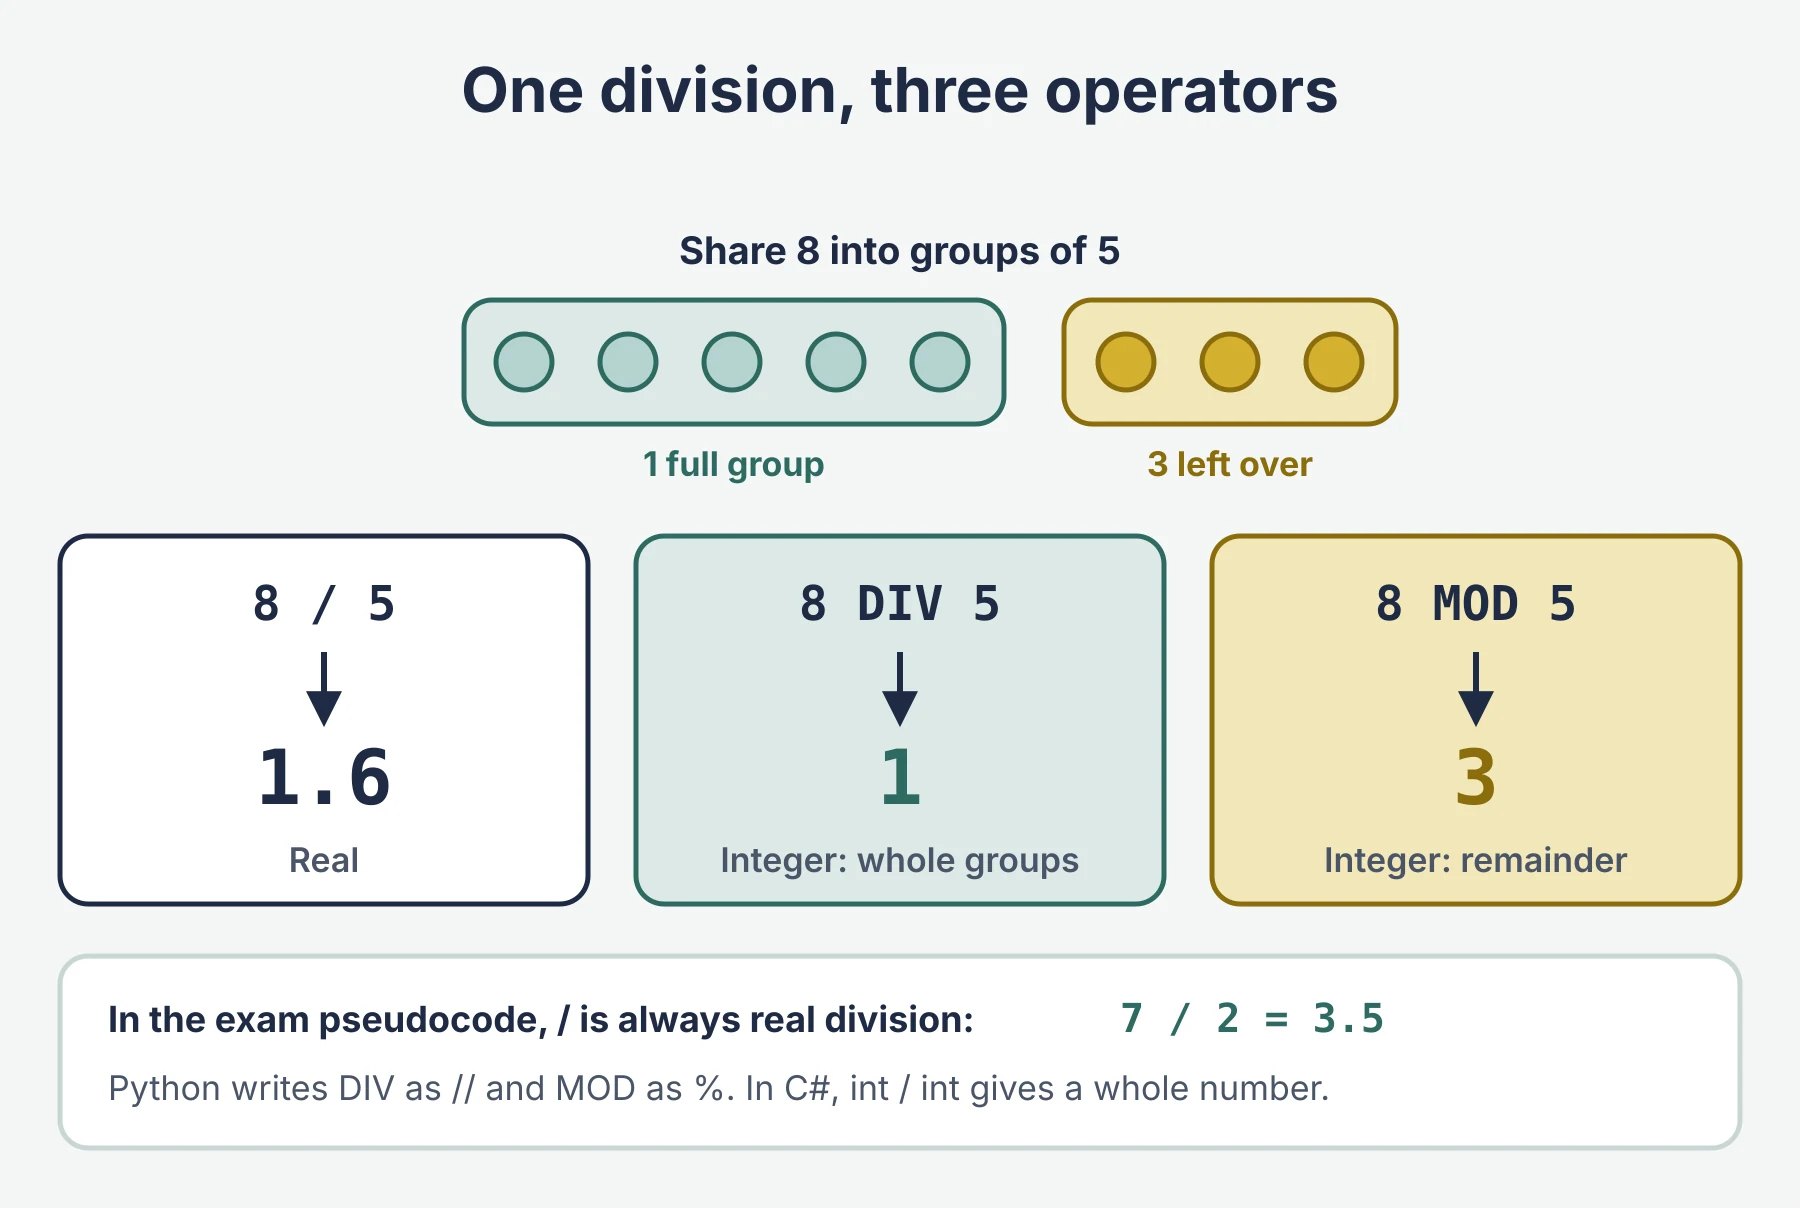 One division, three operators
Share 8 into groups of 5
1 full group
3 left over
8 / 5
1.6
Real
8 DIV 5
1
Integer: whole groups
8 MOD 5
3
Integer: remainder
In the exam pseudocode, / is always real division: 7 / 2 = 3.5
Python writes DIV as // and MOD as %. In C#, int / int gives a whole number.